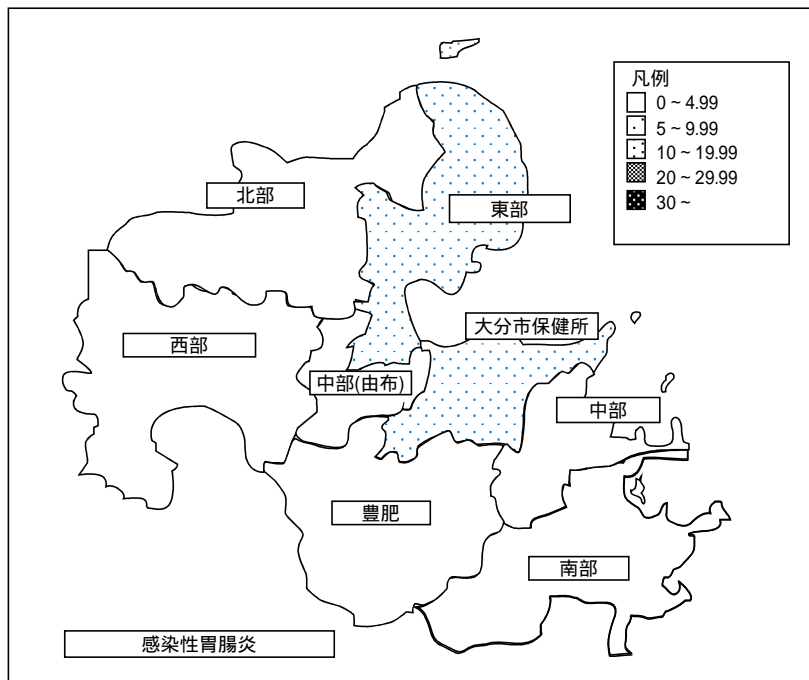 凡例
0 ~ 4.99
5 ~ 9.99
10 ~ 19.99
20 ~ 29.99
30 ~
北部
東部
大分市保健所
西部
中部(由布)
中部
豊肥
南部
感染性胃腸炎